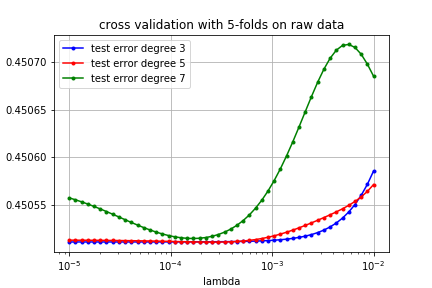 cross validation with 5-folds on raw data
test error degree 3
test error degree 5
test error degree 7
0.45070
0.45065
0.45060
0.45055
10⁻⁵ 10⁻⁴ 10⁻³ 10⁻²
lambda